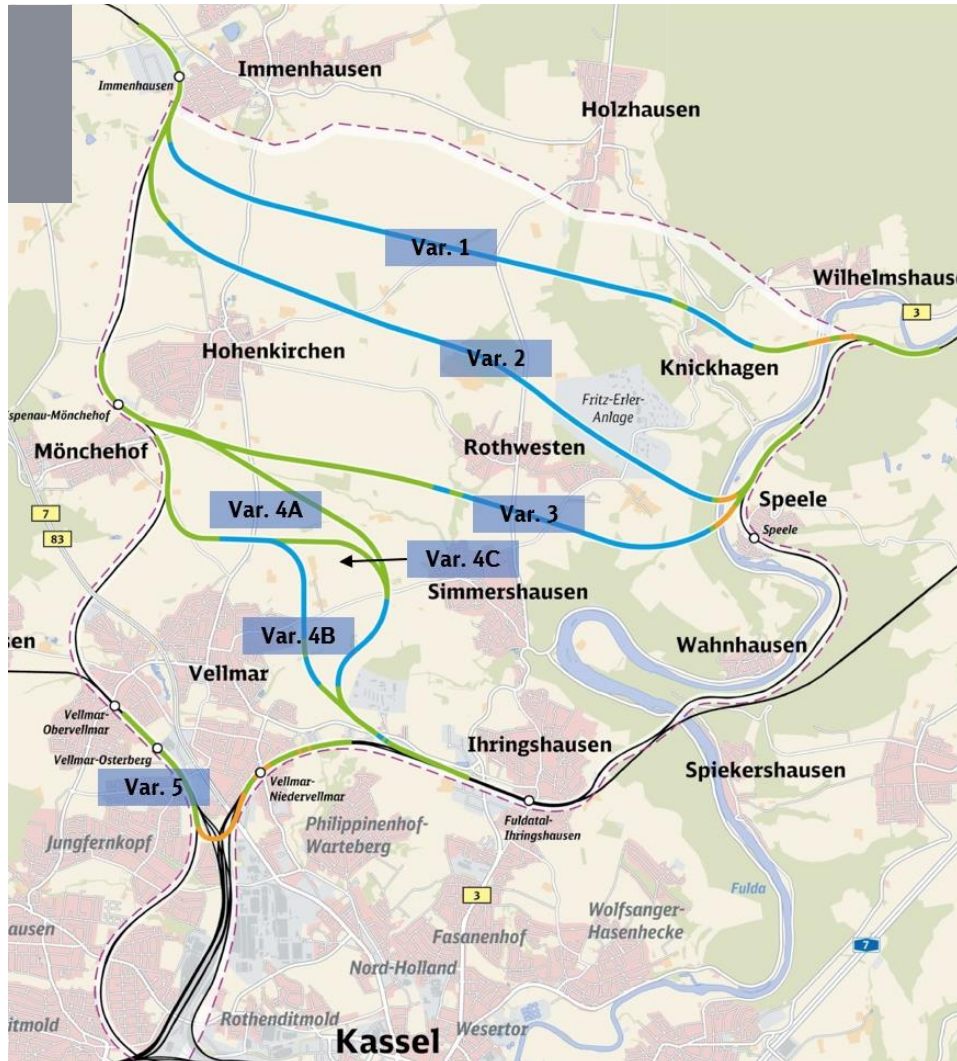 Immenhausen
Immenhausen
Holzhausen
Var. 1
Wilhelmshause
3
Hohenkirchen
Var. 2
Knickhagen
Fritz-Erler-
Anlage
spenau-Mönchehof
Mönchehof
Rothwesten
7
83
Var. 4A
Var. 3
Speele
Speele
Var. 4C
Simmershausen
sen
Var. 4B
Wahnhausen
Vellmar
Vellmar-
Obervellmar
Vellmar-Osterberg
Ihringshausen
Var. 5
Vellmar-
Niedervellmar
Spiekershausen
Jungfernkopf
Philippinenhof-
Warteberg
Fuldatal-
Ihringshausen
3
Fulda
Wolfsanger-
Hasenhecke
hausen
Fasanenhof
7
Nord-Holland
ditmold
Rothenditmold
Wesertor
Kassel